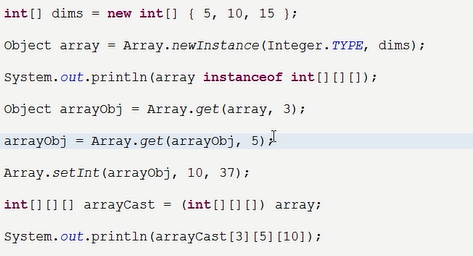 int[] dims = new int[] { 5, 10, 15 };
Object array = Array.newInstance(Integer.TYPE, dims);
System.out.println(array instanceof int[][][]);
Object arrayObj = Array.get(array, 3);
arrayObj = Array.get(arrayObj, 5);
Array.setInt(arrayObj, 10, 37);
int[][][] arrayCast = (int[][][]) array;
System.out.println(arrayCast[3][5][10]);